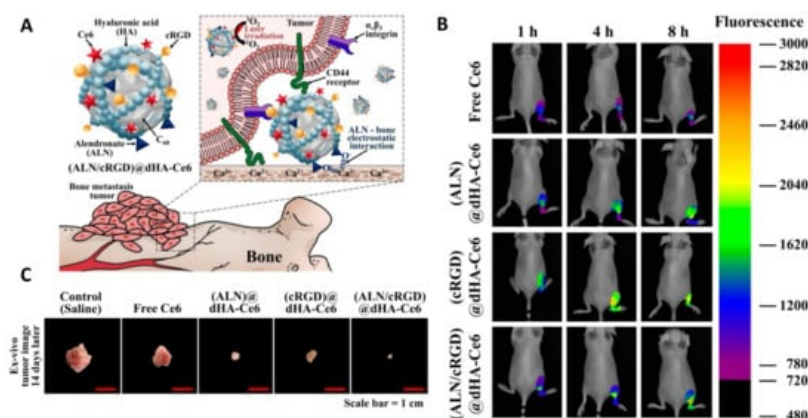 A
Hyaluronic acid
(HA)
Ce6
cRGD
C60
Alendronate
(ALN)
(ALN/cRGD)@dHA-Ce6
Laser
irradiation
Tumor
integrin
CD44
receptor
ALN - bone
electrostatic
interaction
Bone metastasis
tumor
Bone
B
1 h
4 h
8 h
Fluorescence
Free Ce6
(ALN)
@dHA-Ce6
(cRGD)
@dHA-Ce6
(ALN/cRGD)
@dHA-Ce6
3000
2820
2460
2040
1620
1200
780
720
480
C
Control
(Saline)
Free Ce6
(ALN)@
dHA-Ce6
(cRGD)@
dHA-Ce6
(ALN/cRGD)
@dHA-Ce6
Ex-vivo
tumor image
14 days later
Scale bar = 1 cm